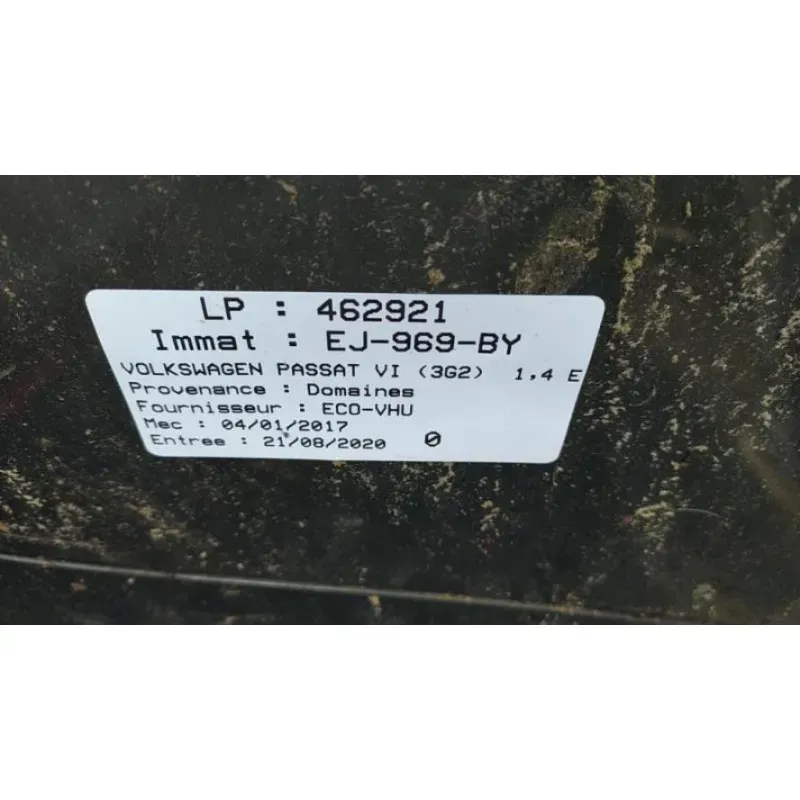 LP : 462921
Immat : EJ-969-BY
VOLKSWAGEN PASSAT VI (3G2) 1,4 E
Provenance : Domaines
Fournisseur : ECO-VHU
Mec : 04/01/2017
Entree : 21/08/2020 0